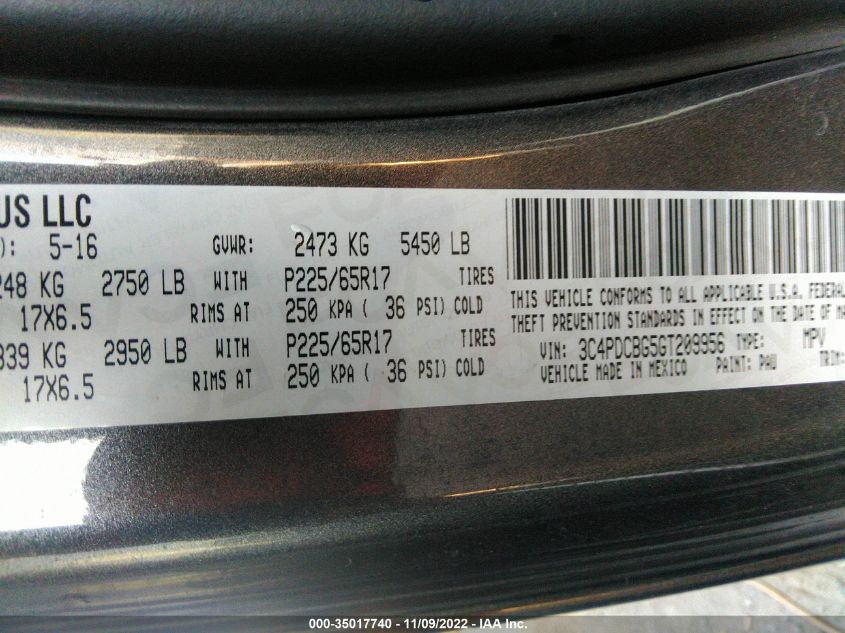 US LLC
): 5-16 GVWR: 2473 KG 5450 LB
248 KG 2750 LB WITH P225/65R17 TIRES
17X6.5 RIMS AT 250 KPA ( 36 PSI) COLD
339 KG 2950 LB WITH P225/65R17 TIRES
17X6.5 RIMS AT 250 KPA ( 36 PSI) COLD
THIS VEHICLE CONFORMS TO ALL APPLICABLE U.S.A. FEDERAL
THEFT PREVENTION STANDARDS IN EFFECT ON THE DATE OF MA
VIN: 3C4PDCBG5GT209956 TYPE: MPV
VEHICLE MADE IN MEXICO PAINT: PAU TRIM:
000-35017740 - 11/09/2022 - © IAA Inc.